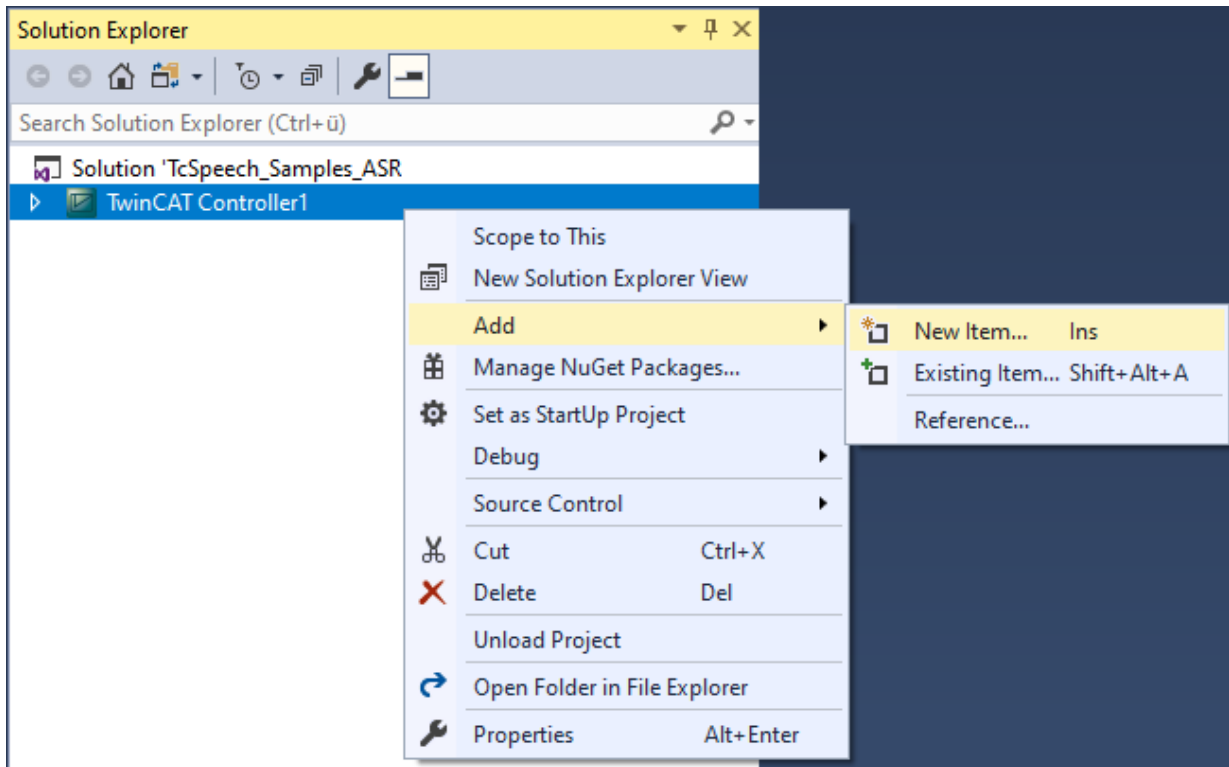 Solution Explorer
Search Solution Explorer (Ctrl+ü)
Solution 'TcSpeech_Samples_ASR
TwinCAT Controller1
Scope to This
New Solution Explorer View
Add
Manage NuGet Packages...
Set as StartUp Project
Debug
Source Control
Cut Ctrl+X
Delete Del
Unload Project
Open Folder in File Explorer
Properties Alt+Enter
New Item... Ins
Existing Item... Shift+Alt+A
Reference...